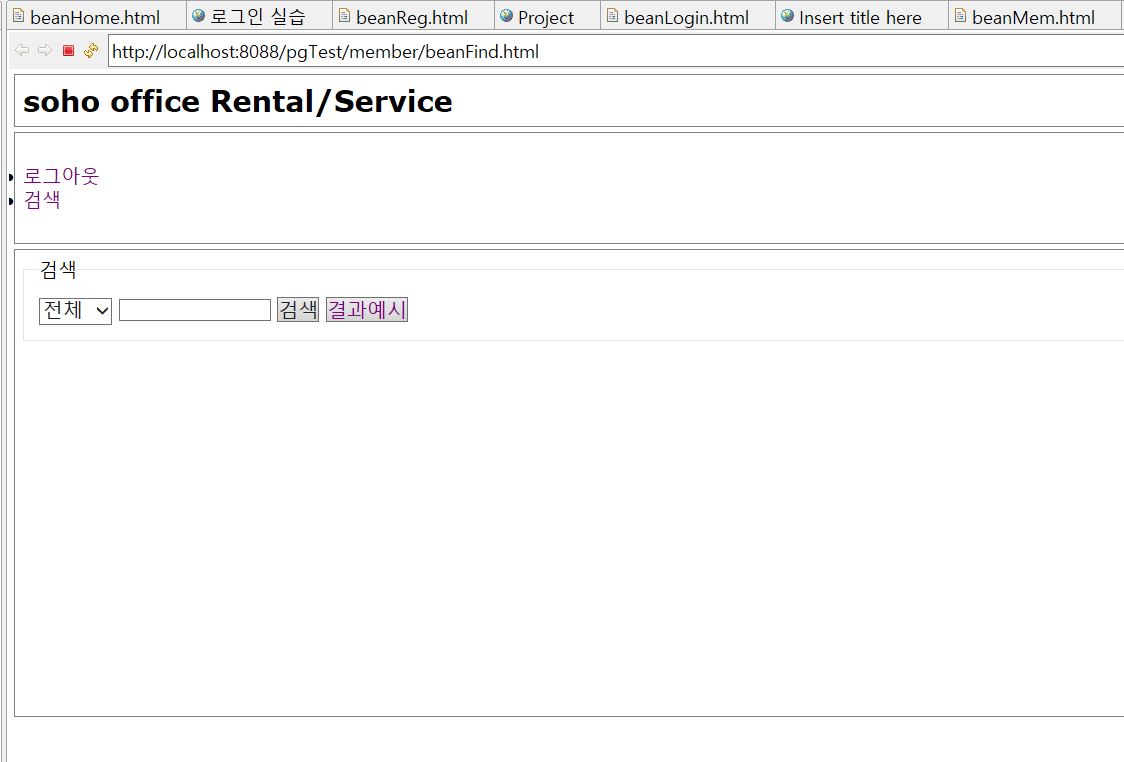 beanHome.html 로그인 실습 beanReg.html Project beanLogin.html Insert title here beanMem.html
http://localhost:8088/pgTest/member/beanFind.html
soho office Rental/Service
로그아웃
검색
검색
전체 검색 결과예시